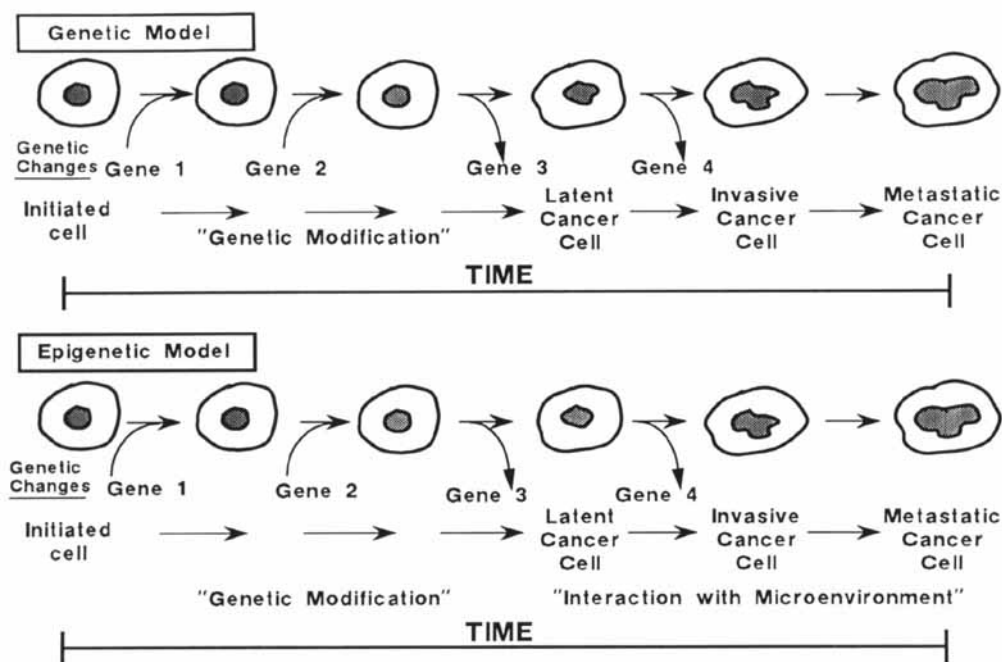 Genetic Model
Genetic
Changes
Gene 1
Gene 2
Gene 3
Gene 4
Initiated
cell
"Genetic Modification"
Latent
Cancer
Cell
Invasive
Cancer
Cell
Metastatic
Cancer
Cell
TIME
Epigenetic Model
Genetic
Changes
Gene 1
Gene 2
Gene 3
Gene 4
Initiated
cell
Latent
Cancer
Cell
Invasive
Cancer
Cell
Metastatic
Cancer
Cell
"Genetic Modification"
"Interaction with Microenvironment"
TIME